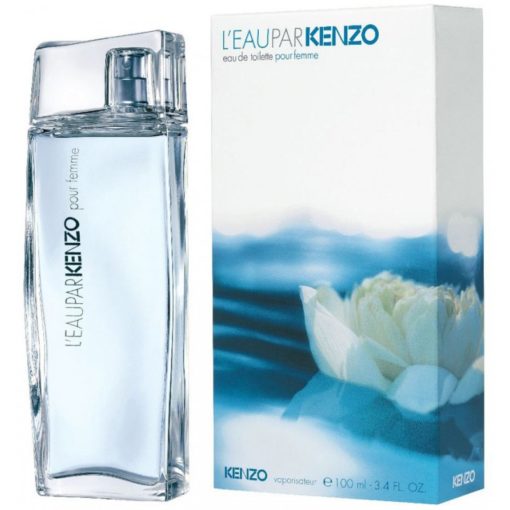 L'EAUPARKENZO pour femme
L'EAUPARKENZO
eau de toilette pour femme
KENZO vaporisateur ℮ 100 ml - 3.4 FL. OZ.
KENZO